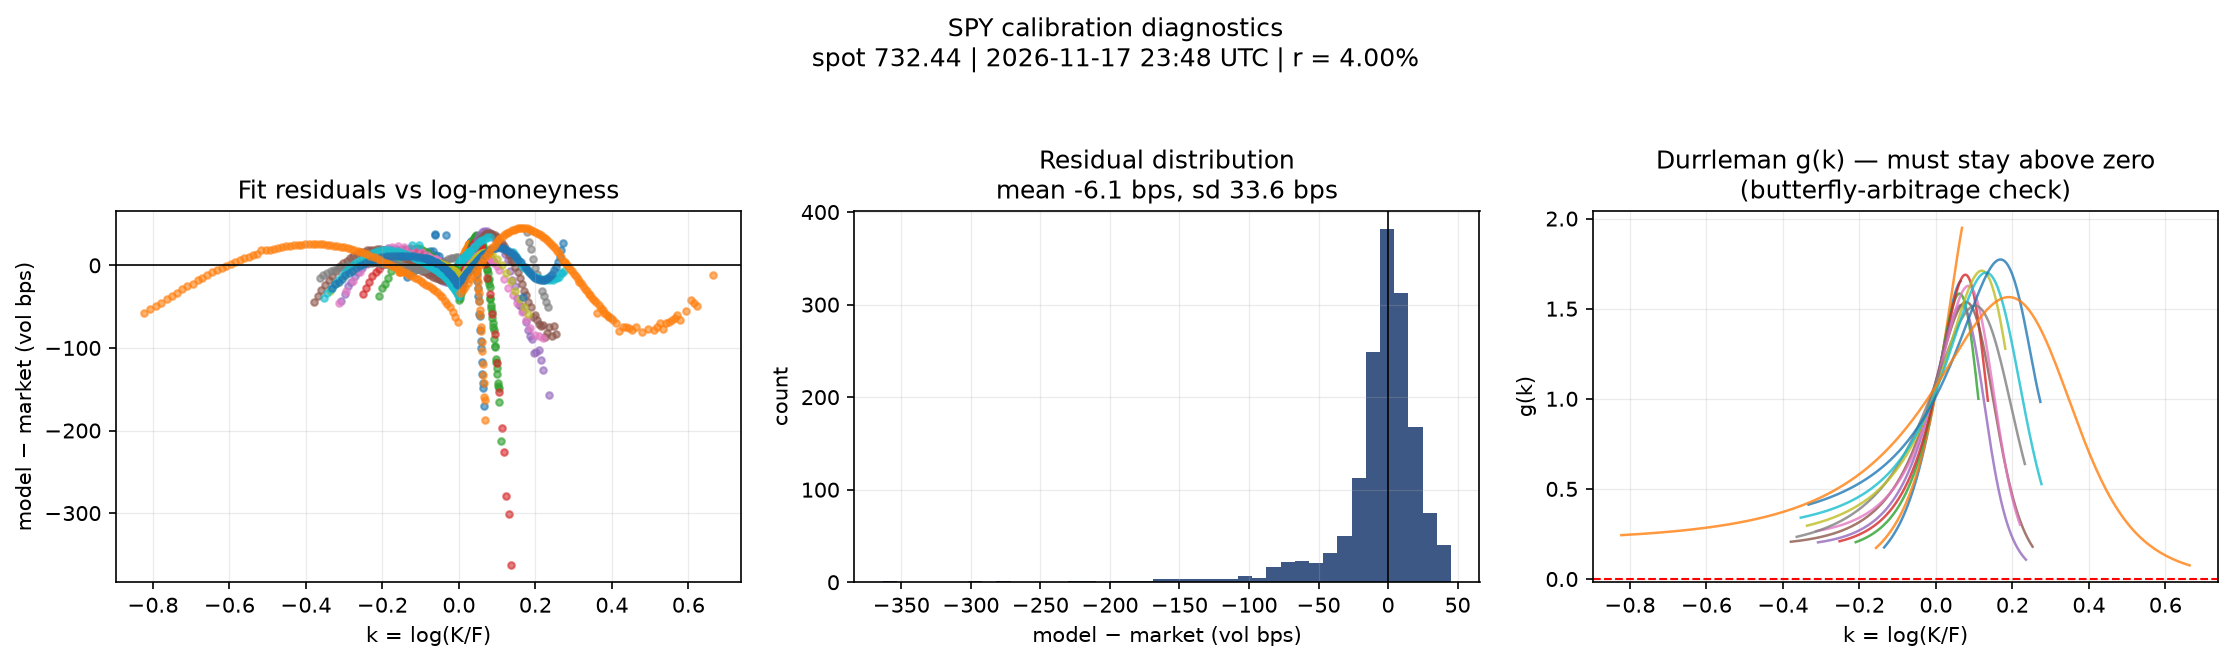 SPY calibration diagnostics
spot 732.44 | 2026-11-17 23:48 UTC | r = 4.00%
Fit residuals vs log-moneyness
model − market (vol bps)
0
−100
−200
−300
−0.8 −0.6 −0.4 −0.2 0.0 0.2 0.4 0.6
k = log(K/F)
Residual distribution
mean -6.1 bps, sd 33.6 bps
count
400
300
200
100
0
−350 −300 −250 −200 −150 −100 −50 0 50
model − market (vol bps)
Durrleman g(k) — must stay above zero
(butterfly-arbitrage check)
g(k)
2.0
1.5
1.0
0.5
0.0
−0.8 −0.6 −0.4 −0.2 0.0 0.2 0.4 0.6
k = log(K/F)